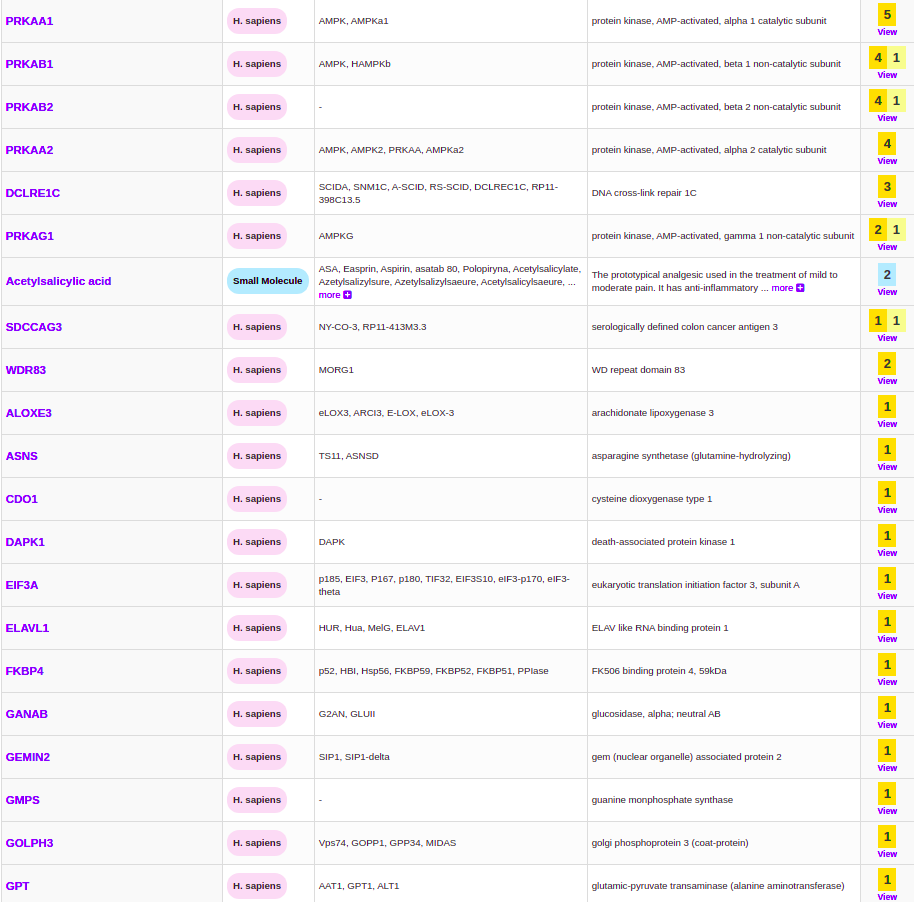 PRKAA1 H. sapiens AMPK, AMPKa1 protein kinase, AMP-activated, alpha 1 catalytic subunit 5
View
PRKAB1 H. sapiens AMPK, HAMPKb protein kinase, AMP-activated, beta 1 non-catalytic subunit 4 1
View
PRKAB2 H. sapiens - protein kinase, AMP-activated, beta 2 non-catalytic subunit 4 1
View
PRKAA2 H. sapiens AMPK, AMPK2, PRKAA, AMPKa2 protein kinase, AMP-activated, alpha 2 catalytic subunit 4
View
DCLRE1C H. sapiens SCIDA, SNM1C, A-SCID, RS-SCID, DCLREC1C, RP11-
398C13.5 DNA cross-link repair 1C 3
View
PRKAG1 H. sapiens AMPKG protein kinase, AMP-activated, gamma 1 non-catalytic subunit 2 1
View
Acetylsalicylic acid Small Molecule ASA, Easprin, Aspirin, asatab 80, Polopiryna, Acetylsalicylate,
Azetylsalizylsure, Azetylsalizylsaeure, Acetylsalicylsaeure, ...
more
The prototypical analgesic used in the treatment of mild to
moderate pain. It has anti-inflammatory ... more
2
View
SDCCAG3 H. sapiens NY-CO-3, RP11-413M3.3 serologically defined colon cancer antigen 3 1 1
View
WDR83 H. sapiens MORG1 WD repeat domain 83 2
View
ALOXE3 H. sapiens eLOX3, ARCI3, E-LOX, eLOX-3 arachidonate lipoxygenase 3 1
View
ASNS H. sapiens TS11, ASNSD asparagine synthetase (glutamine-hydrolyzing) 1
View
CDO1 H. sapiens - cysteine dioxygenase type 1 1
View
DAPK1 H. sapiens DAPK death-associated protein kinase 1 1
View
EIF3A H. sapiens p185, EIF3, P167, p180, TIF32, EIF3S10, eIF3-p170, eIF3-
theta eukaryotic translation initiation factor 3, subunit A 1
View
ELAVL1 H. sapiens HUR, Hua, MelG, ELAV1 ELAV like RNA binding protein 1 1
View
FKBP4 H. sapiens p52, HBI, Hsp56, FKBP59, FKBP52, FKBP51, PPIase FK506 binding protein 4, 59kDa 1
View
GANAB H. sapiens G2AN, GLUII glucosidase, alpha; neutral AB 1
View
GEMIN2 H. sapiens SIP1, SIP1-delta gem (nuclear organelle) associated protein 2 1
View
GMPS H. sapiens - guanine monphosphate synthase 1
View
GOLPH3 H. sapiens Vps74, GOPP1, GPP34, MIDAS golgi phosphoprotein 3 (coat-protein) 1
View
GPT H. sapiens AAT1, GPT1, ALT1 glutamic-pyruvate transaminase (alanine aminotransferase) 1
View